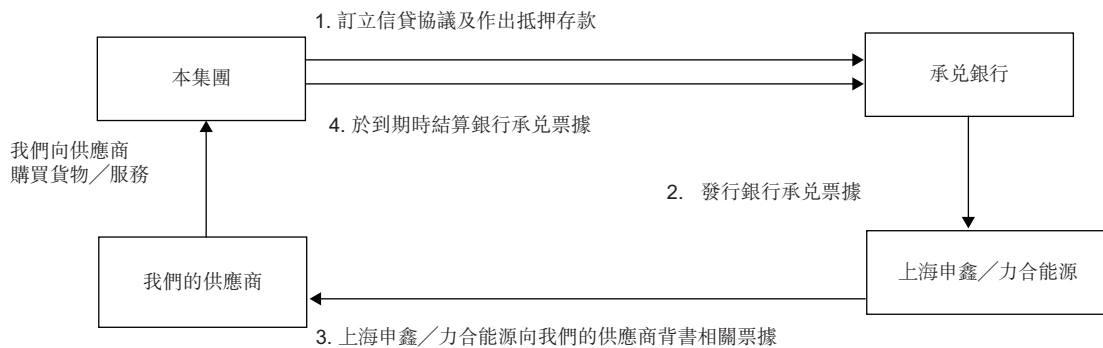 1. 訂立信貸協議及作出抵押存款
本集團
承兑銀行
4. 於到期時結算銀行承兑票據
我們向供應商
購買貨物／服務
2. 發行銀行承兑票據
我們的供應商
上海申鑫／力合能源
3. 上海申鑫／力合能源向我們的供應商背書相關票據